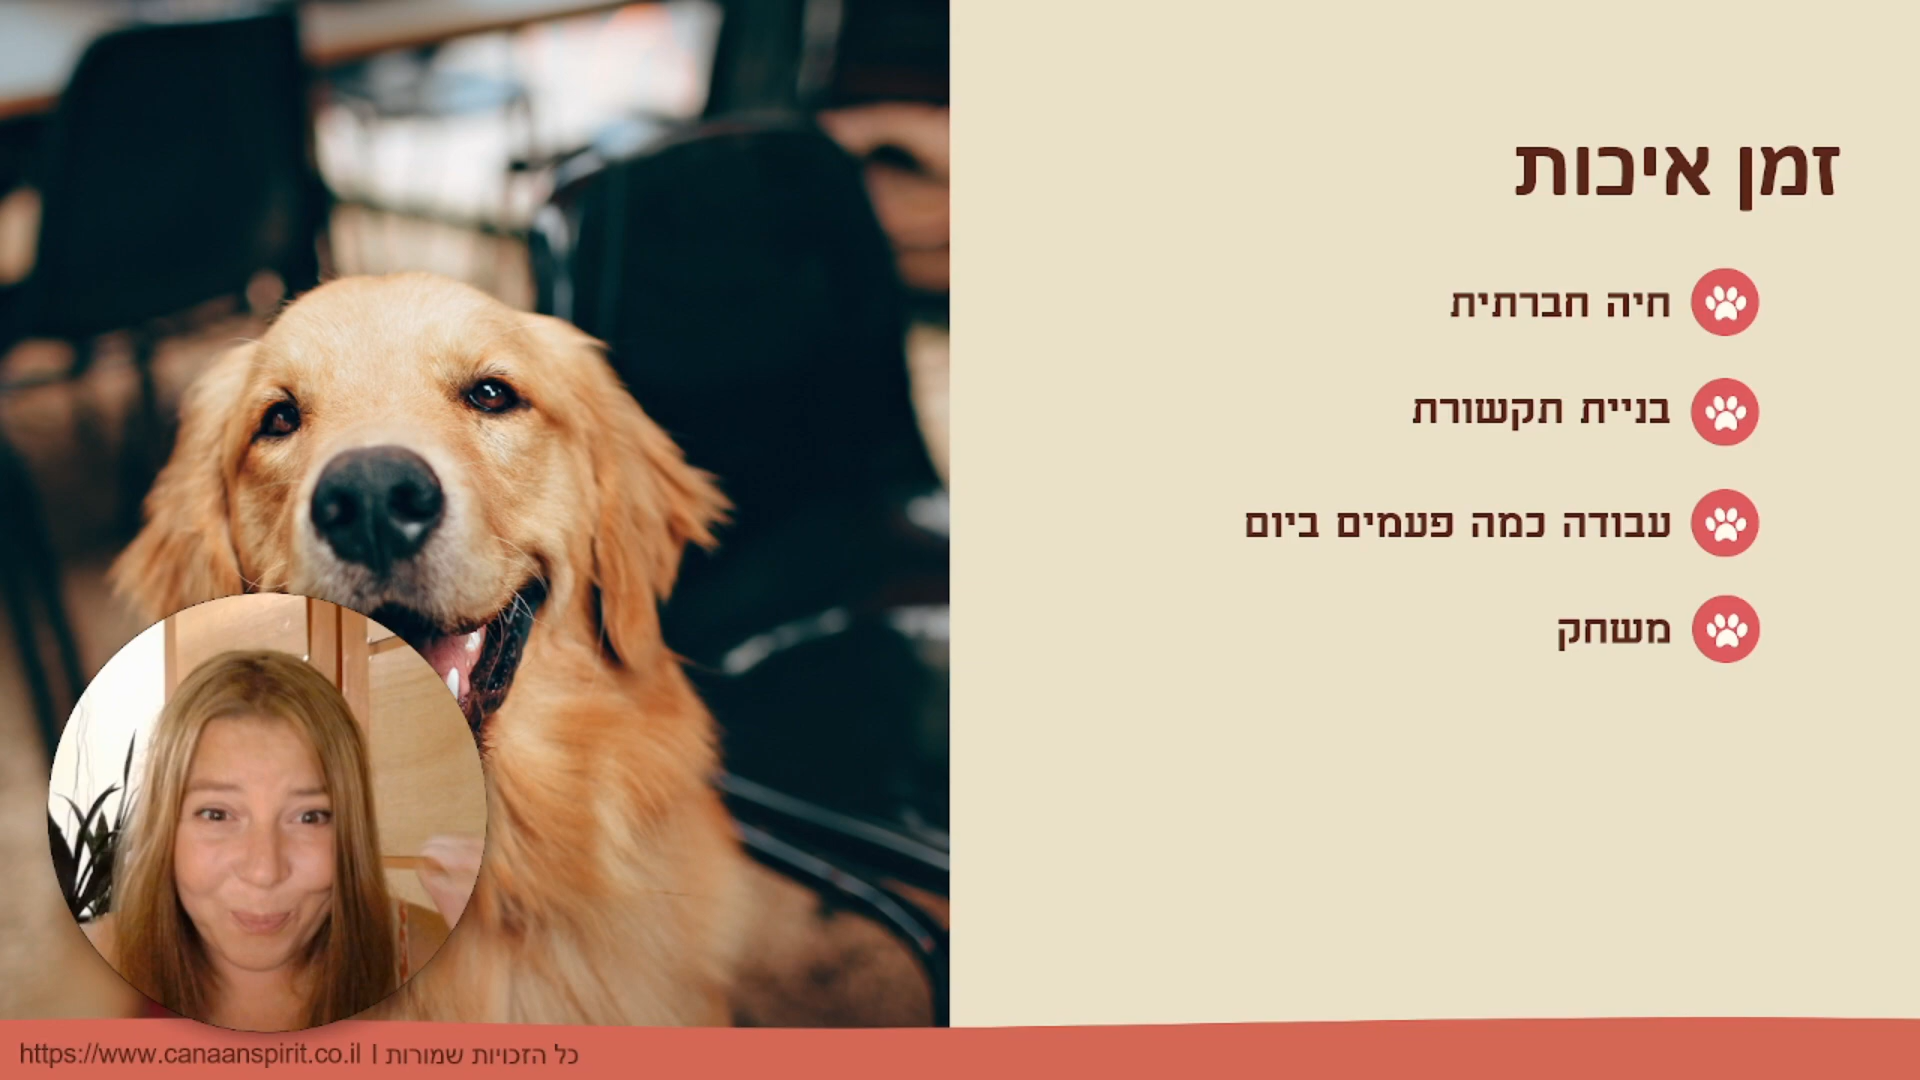 זמן איכות
חיה חברתית
בניית תקשורת
עבודה כמה פעמים ביום
משחק
כל הזכויות שמורות | https://www.canaanspirit.co.il